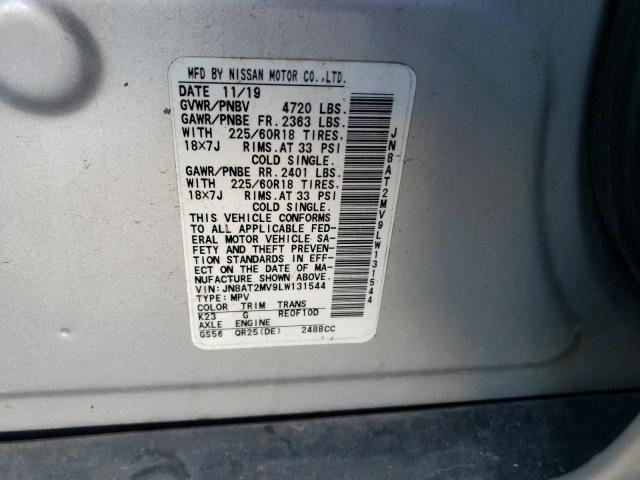 MFD BY NISSAN MOTOR CO.,LTD.
DATE 11/19
GVWR/PNBV 4720 LBS.
GAWR/PNBE FR. 2363 LBS.
WITH 225/60R18 TIRES.
18X7J RIMS. AT 33 PSI
COLD SINGLE.
GAWR/PNBE RR. 2401 LBS.
WITH 225/60R18 TIRES.
18X7J RIMS. AT 33 PSI
COLD SINGLE.
THIS VEHICLE CONFORMS
TO ALL APPLICABLE FED-
ERAL MOTOR VEHICLE SA-
FETY AND THEFT PREVEN-
TION STANDARDS IN EFF-
ECT ON THE DATE OF MA-
NUFACTURE SHOWN ABOVE.
VIN: JN8AT2MV9LW131544
TYPE: MPV
COLOR TRIM TRANS
K23 G RE0F10D
AXLE ENGINE
GS56 QR25(DE) 2488CC
JN8AT2MV9LW131544